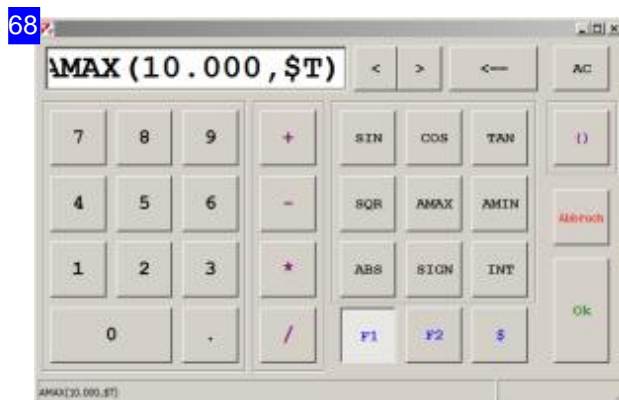 68
AMAX(10.000,$T)
< > <-- AC
7 8 9 + SIN COS TAN ()
4 5 6 - SQR AMAX AMIN Abbruch
1 2 3 * ABS SIGN INT
0 . / F1 F2 $ Ok
AMAX(10.000,$T)